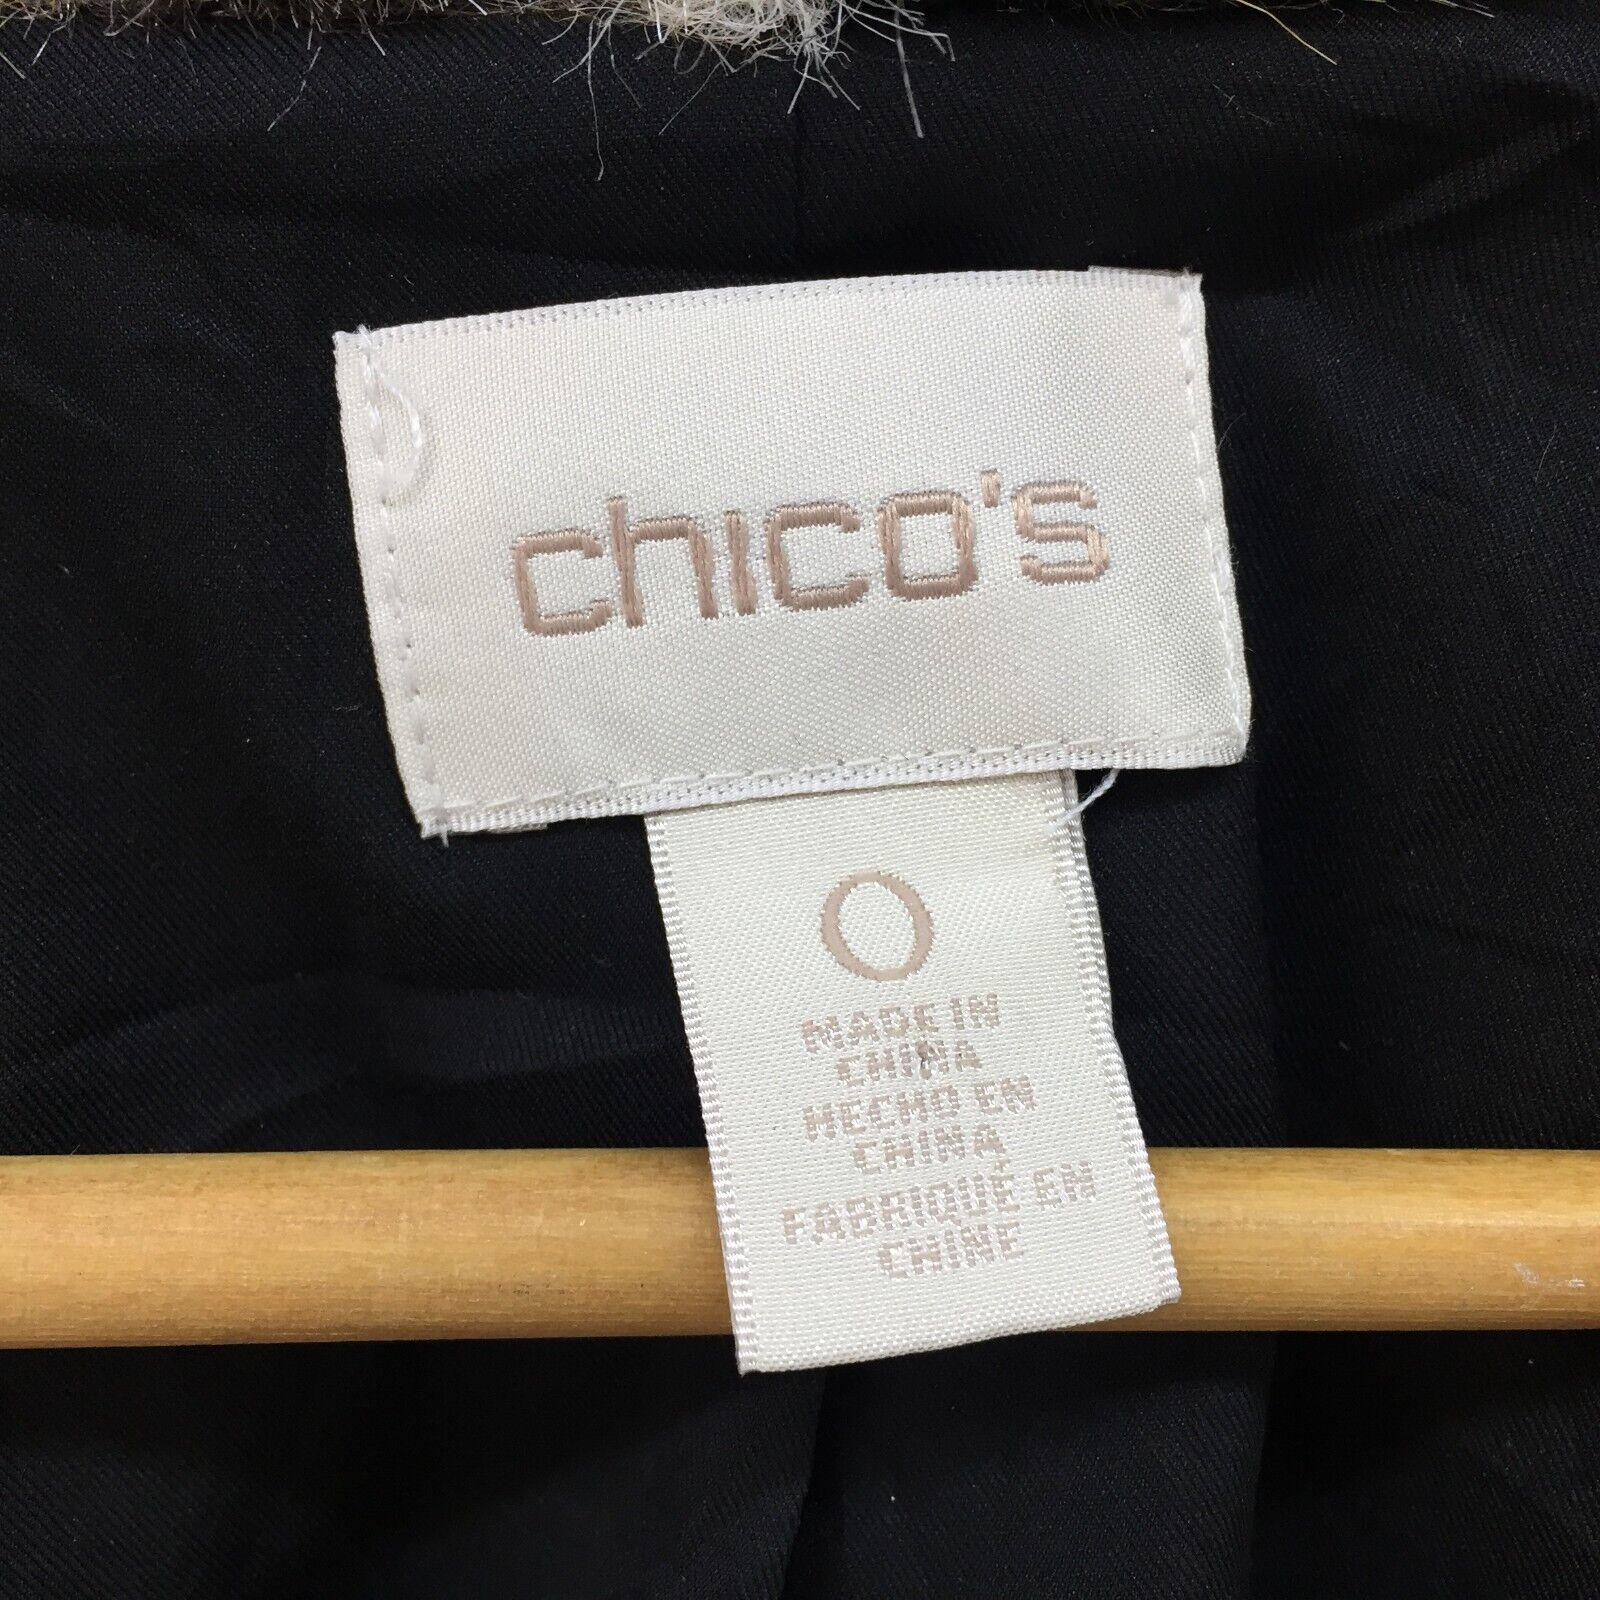 chico's
0
MADE IN
CHINA
HECHO EN
CHINA
FABRIQUÉ EN
CHINE